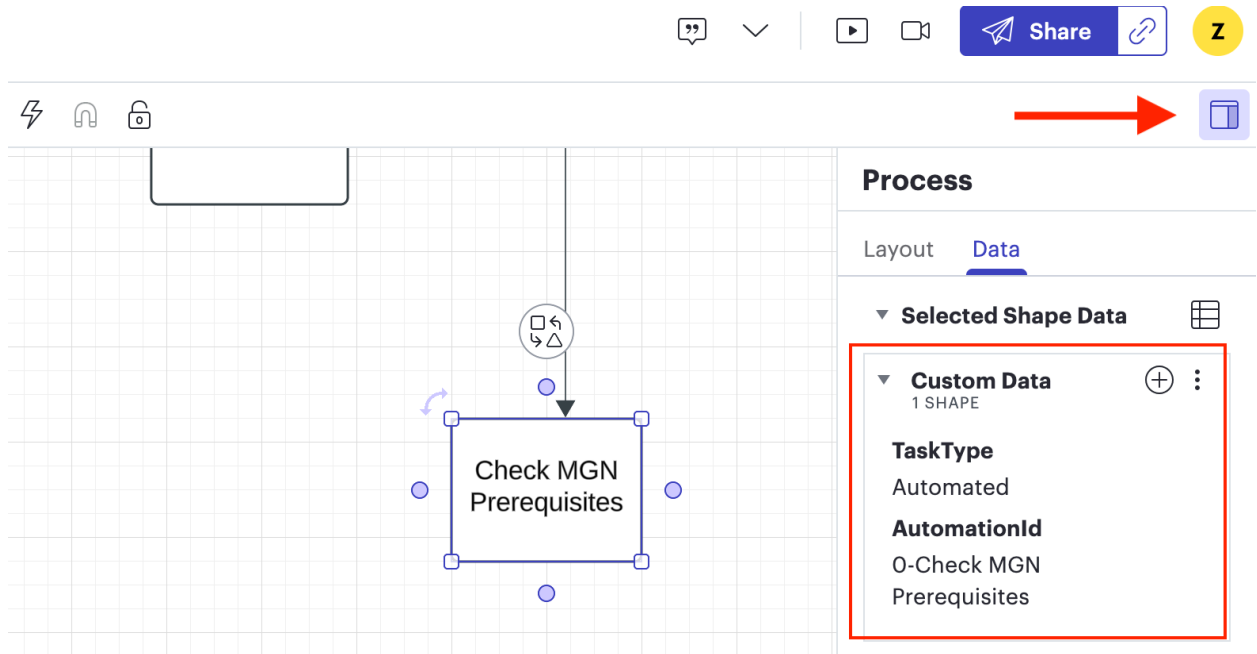 Share
Z
Process
Layout
Data
Selected Shape Data
Custom Data
1 SHAPE
TaskType
Automated
AutomationId
0-Check MGN
Prerequisites
Check MGN
Prerequisites